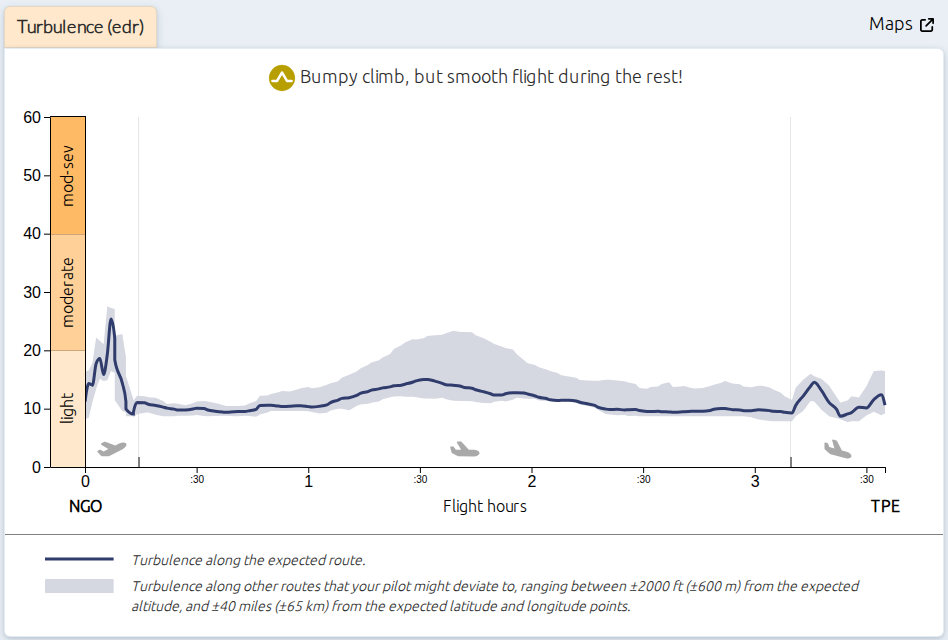 Turbulence (edr)
Maps
Bumpy climb, but smooth flight during the rest!
60
50
40
30
20
10
0
mod-sev
moderate
light
0
:30
1
:30
2
:30
3
:30
NGO
Flight hours
TPE
Turbulence along the expected route.
Turbulence along other routes that your pilot might deviate to, ranging between ±2000 ft (±600 m) from the expected
altitude, and ±40 miles (±65 km) from the expected latitude and longitude points.